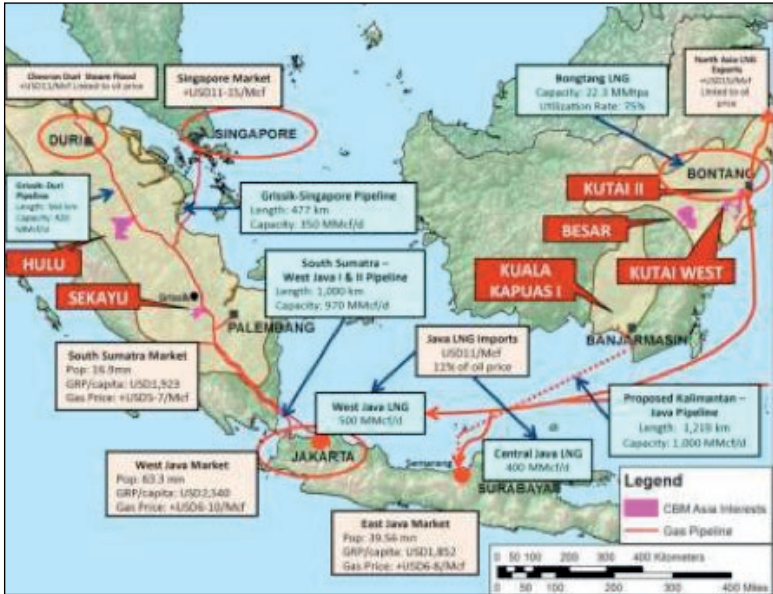 Chevron Duri Steam Flood
+USD11/Mcf Linked to oil price
Singapore Market
+USD11-15/Mcf
Bongtang LNG
Capacity: 22.3 MMtpa
Utilization Rate: 75%
North Asia LNG
Exports
+USD15/Mcf
Linked to oil
price
DURI
SINGAPORE
BONTANG
KUTAI II
Grissik-Duri
Pipeline
Length: km
Capacity:
MMcf/d
Grissik-Singapore Pipeline
Length: 477 km
Capacity: 350 MMcf/d
BESAR
KUTAI WEST
HULU
South Sumatra –
West Java I & II Pipeline
Length: 1,000 km
Capacity: 970 MMcf/d
KUALA
KAPUAS I
SEKAYU
Grissik
PALEMBANG
Java LNG Imports
USD11/Mcf
11% of oil price
BANJARMASIN
South Sumatra Market
Pop: 16.9mn
GRP/capita: USD1,923
Gas Price: +USD5-7/Mcf
West Java LNG
500 MMcf/d
Proposed Kalimantan –
Java Pipeline
Length: 1,219 km
Capacity: 1,000 MMcf/d
JAKARTA
Semarang
Central Java LNG
400 MMcf/d
SURABAYA
West Java Market
Pop: 63.3 mn
GRP/capita: USD2,540
Gas Price: +USD6-10/Mcf
East Java Market
Pop: 39.56 mn
GRP/capita: USD1,852
Gas Price: +USD6-8/Mcf
Legend
CBM Asia Interests
Gas Pipeline
0 50 100 200 300 400 Kilometers
0 50 100 200 300 400 Miles